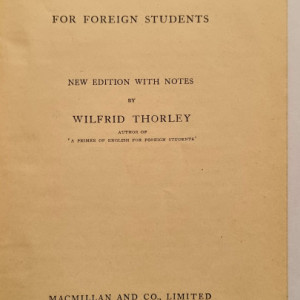 FOR FOREIGN STUDENTS
NEW EDITION WITH NOTES
BY
WILFRID THORLEY
AUTHOR OF
"A PRIMER OF ENGLISH FOR FOREIGN STUDENTS"
MACMILLAN AND CO., LIMITED